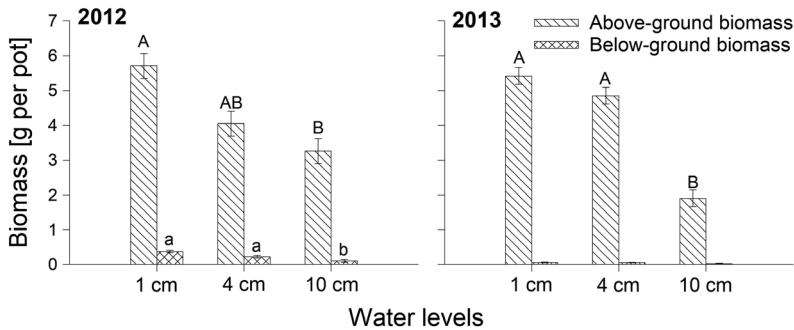 2012
2013
Above-ground biomass
Below-ground biomass
Biomass [g per pot]
7
6
5
4
3
2
1
0
A
AB
B
a
a
b
A
A
B
1 cm
4 cm
10 cm
1 cm
4 cm
10 cm
Water levels